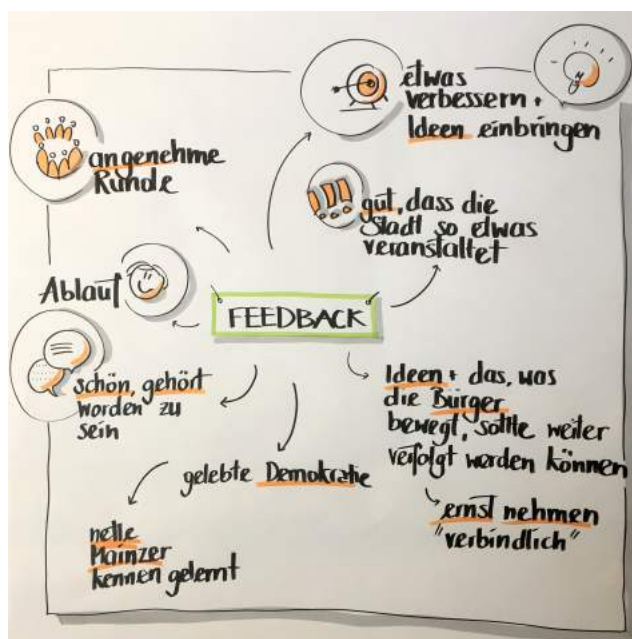 etwas
verbessern +
Ideen einbringen
angenehme
Runde
gut, dass die
Stadt so etwas
veranstaltet
Ablauf
FEEDBACK
schön, gehört
worden zu
sein
Ideen + das, was
die Bürger
bewegt, sollte weiter
verfolgt werden können
gelebte Demokratie
ernst nehmen
"verbindlich"
nette
Mainzer
kennen gelernt